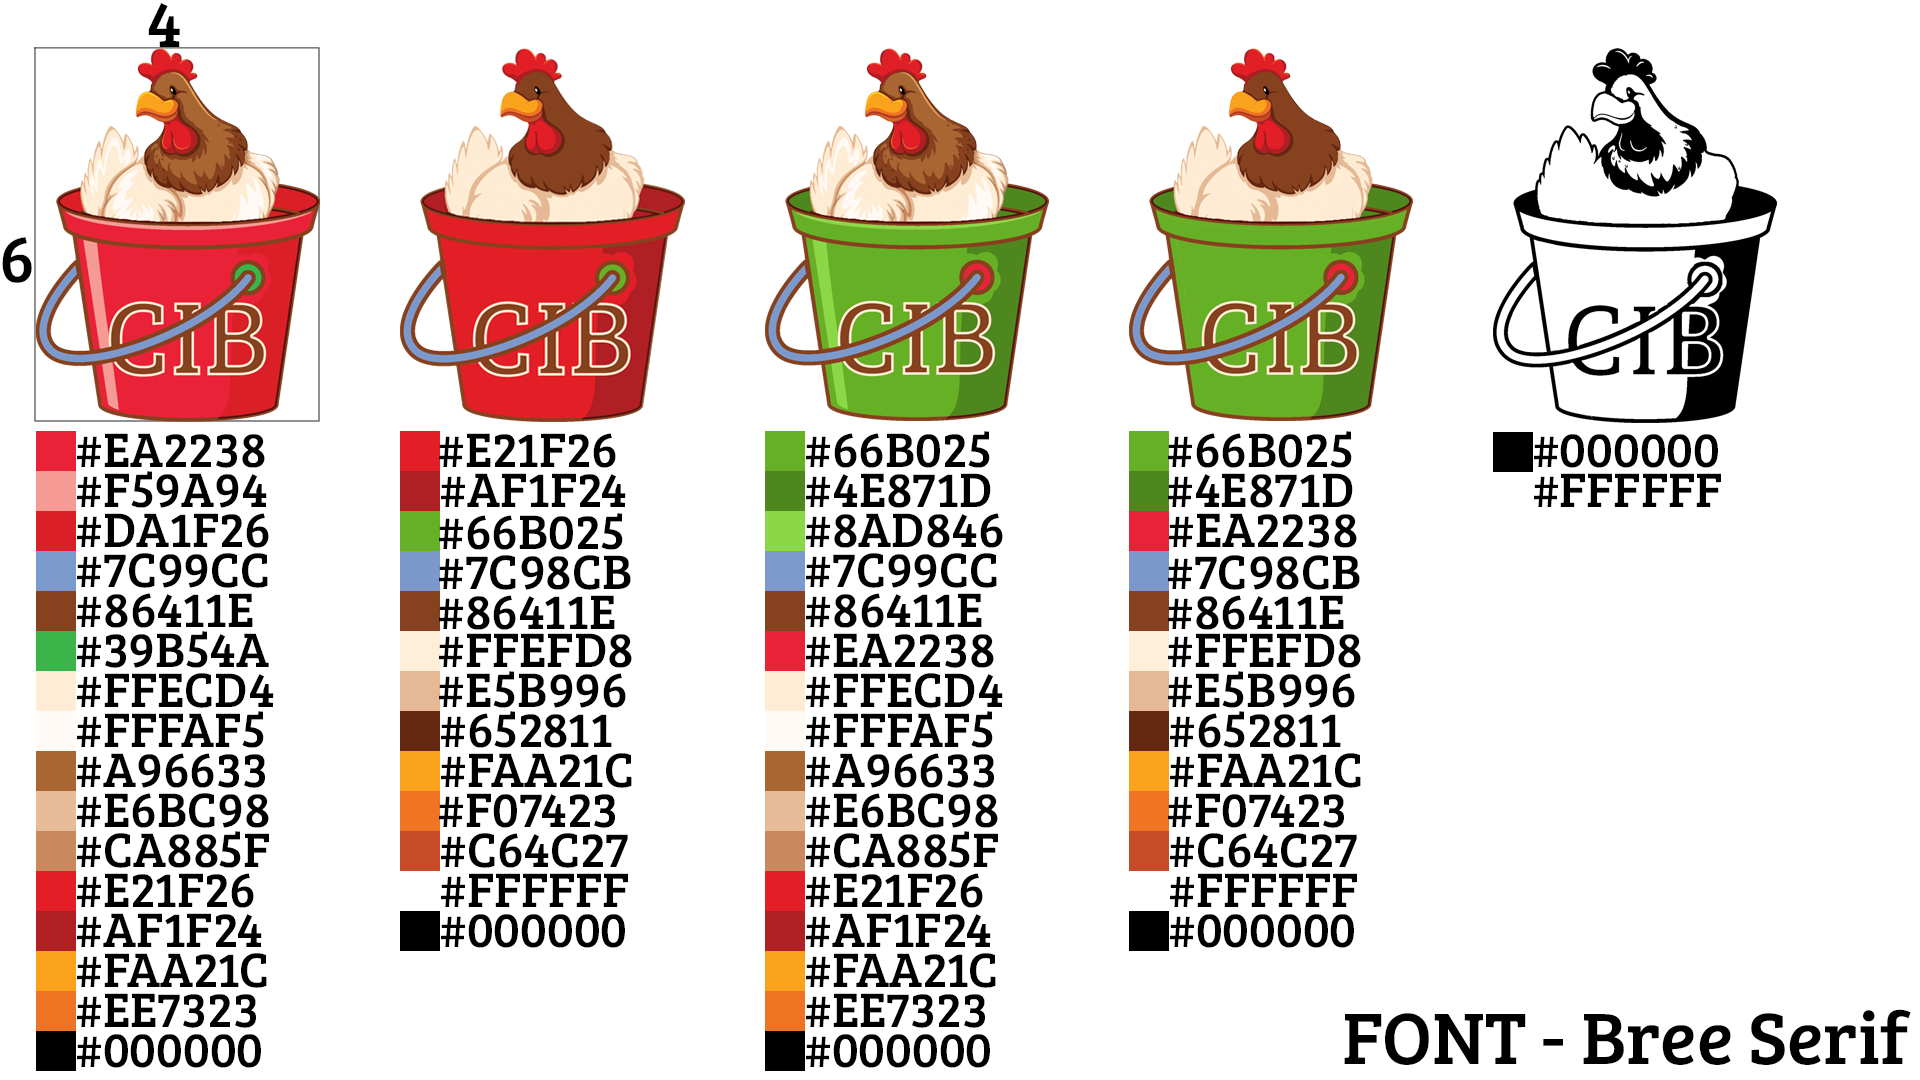 4
6
CIB
CIB
CIB
CIB
CIB
#EA2238
#F59A94
#DA1F26
#7C99CC
#86411E
#39B54A
#FFECD4
#FFFAF5
#A96633
#E6BC98
#CA885F
#E21F26
#AF1F24
#FAA21C
#EE7323
#000000
#E21F26
#AF1F24
#66B025
#7C98CB
#86411E
#FFEFD8
#E5B996
#652811
#FAA21C
#F07423
#C64C27
#FFFFFF
#000000
#66B025
#4E871D
#8AD846
#7C99CC
#86411E
#EA2238
#FFECD4
#FFFAF5
#A96633
#E6BC98
#CA885F
#E21F26
#AF1F24
#FAA21C
#EE7323
#000000
#66B025
#4E871D
#EA2238
#7C98CB
#86411E
#FFEFD8
#E5B996
#652811
#FAA21C
#F07423
#C64C27
#FFFFFF
#000000
#000000
#FFFFFF
FONT - Bree Serif